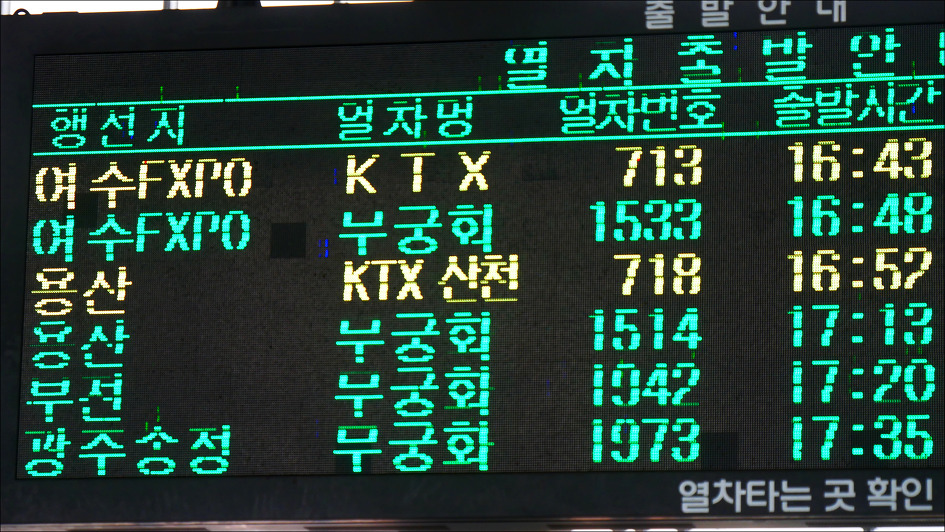 출발안내
열차출발안
행선지 열차명 열차번호 출발시간
여수EXPO KTX 713 16:43
여수EXPO 무궁화 1533 16:48
용산 KTX 산천 718 16:52
용산 무궁화 1514 17:13
부전 무궁화 1942 17:20
광주송정 무궁화 1973 17:35
열차타는 곳 확인